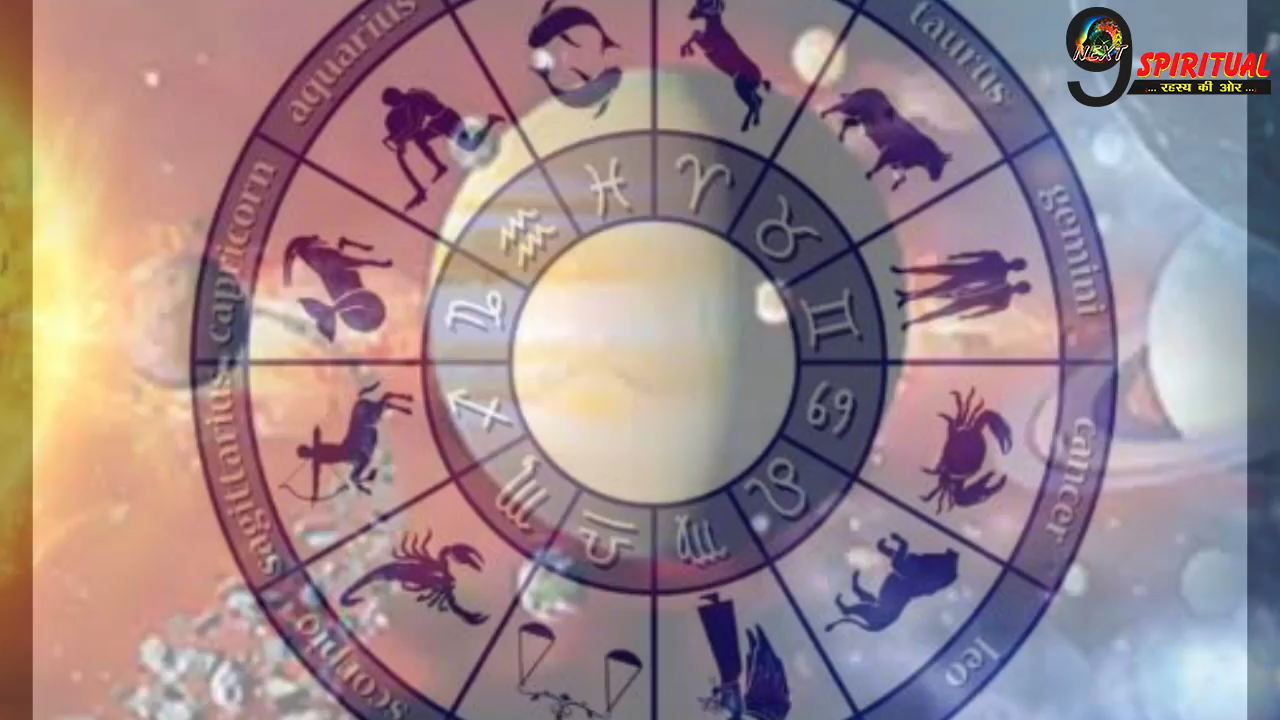 NEXT
9 SPIRITUAL
... रहस्य की ओर ...
aquarius
taurus
capricorn
gemini
sagittarius
cancer
scorpio
leo